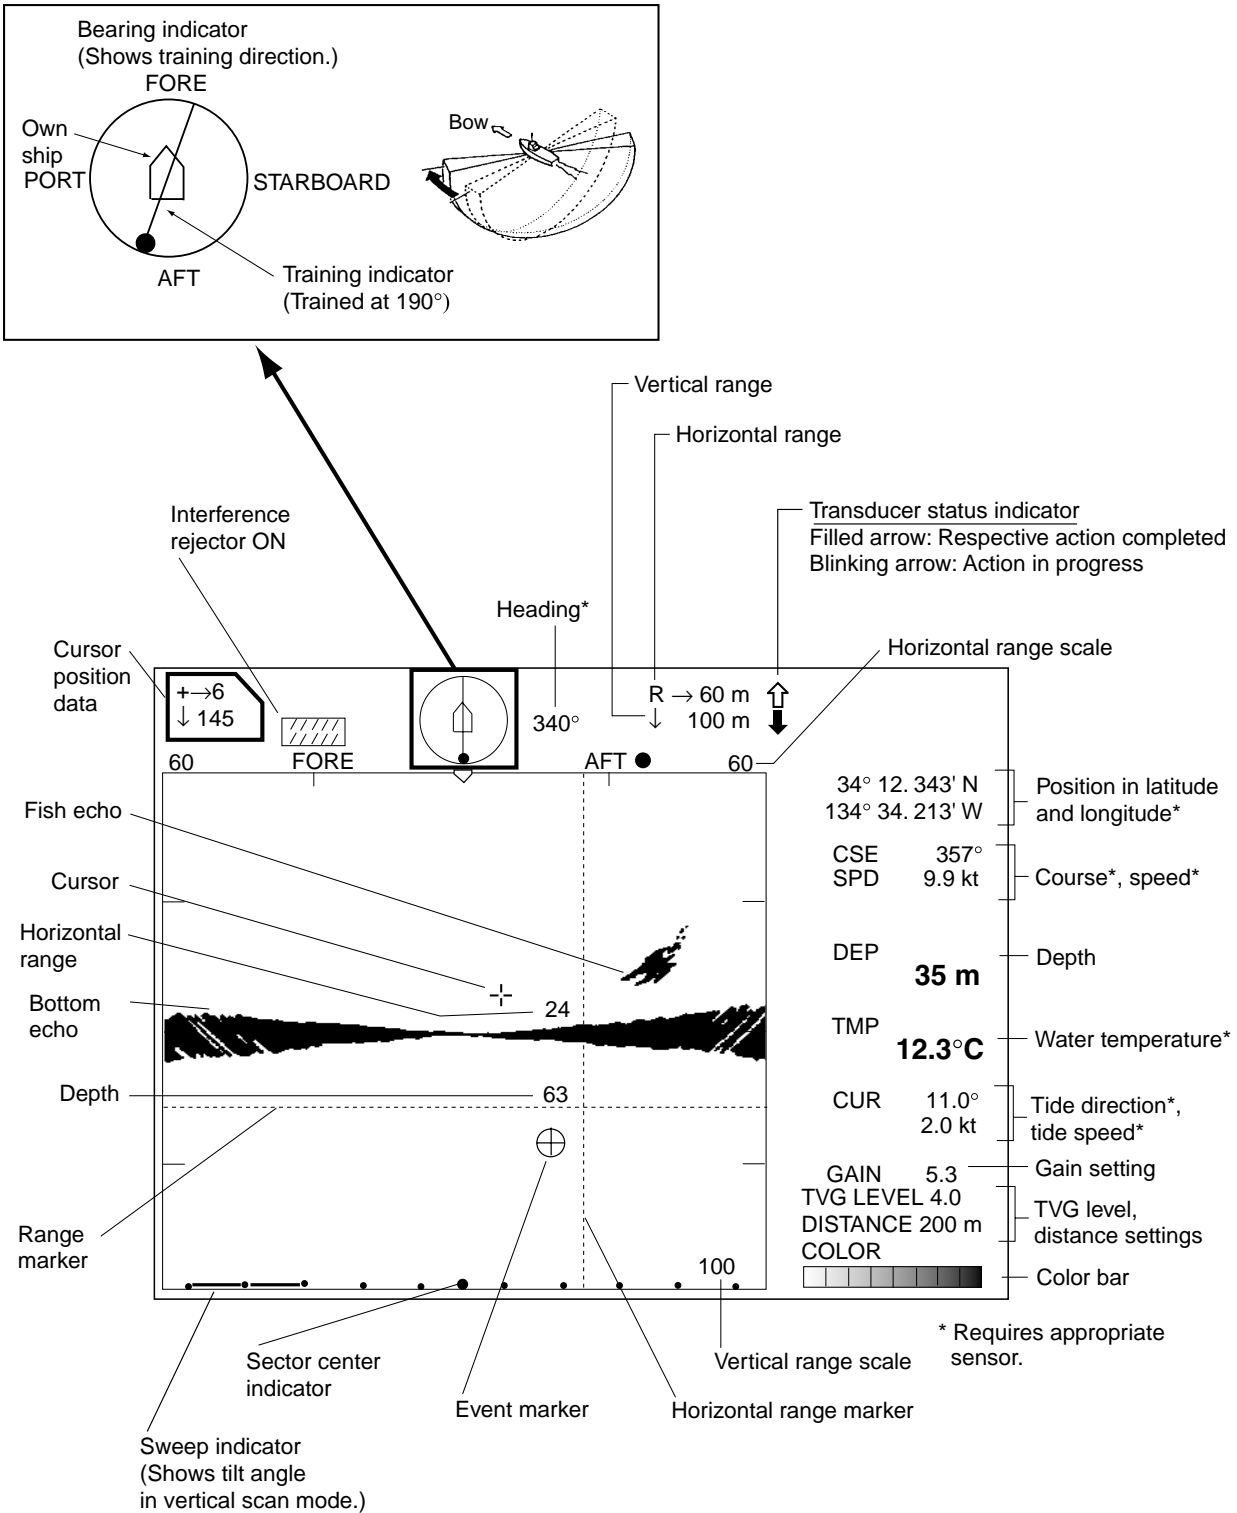 Bearing indicator
(Shows training direction.)
FORE
Own
ship
PORT
STARBOARD
AFT
Training indicator
(Trained at 190°)
Bow
Vertical range
Horizontal range
Transducer status indicator
Filled arrow: Respective action completed
Blinking arrow: Action in progress
Interference
rejector ON
Heading*
Horizontal range scale
Cursor
position
data
+→6
↓ 145
340°
R → 60 m
↓ 100 m
60
FORE
AFT ●
60
34° 12. 343' N
134° 34. 213' W
Position in latitude
and longitude*
Fish echo
CSE 357°
SPD 9.9 kt
Course*, speed*
Cursor
Horizontal
range
DEP
35 m
Depth
24
Bottom
echo
TMP
12.3°C
Water temperature*
Depth
63
CUR 11.0°
2.0 kt
Tide direction*,
tide speed*
GAIN 5.3
Gain setting
TVG LEVEL 4.0
DISTANCE 200 m
TVG level,
distance settings
COLOR
Color bar
Range
marker
100
* Requires appropriate
sensor.
Sector center
indicator
Vertical range scale
Event marker
Horizontal range marker
Sweep indicator
(Shows tilt angle
in vertical scan mode.)